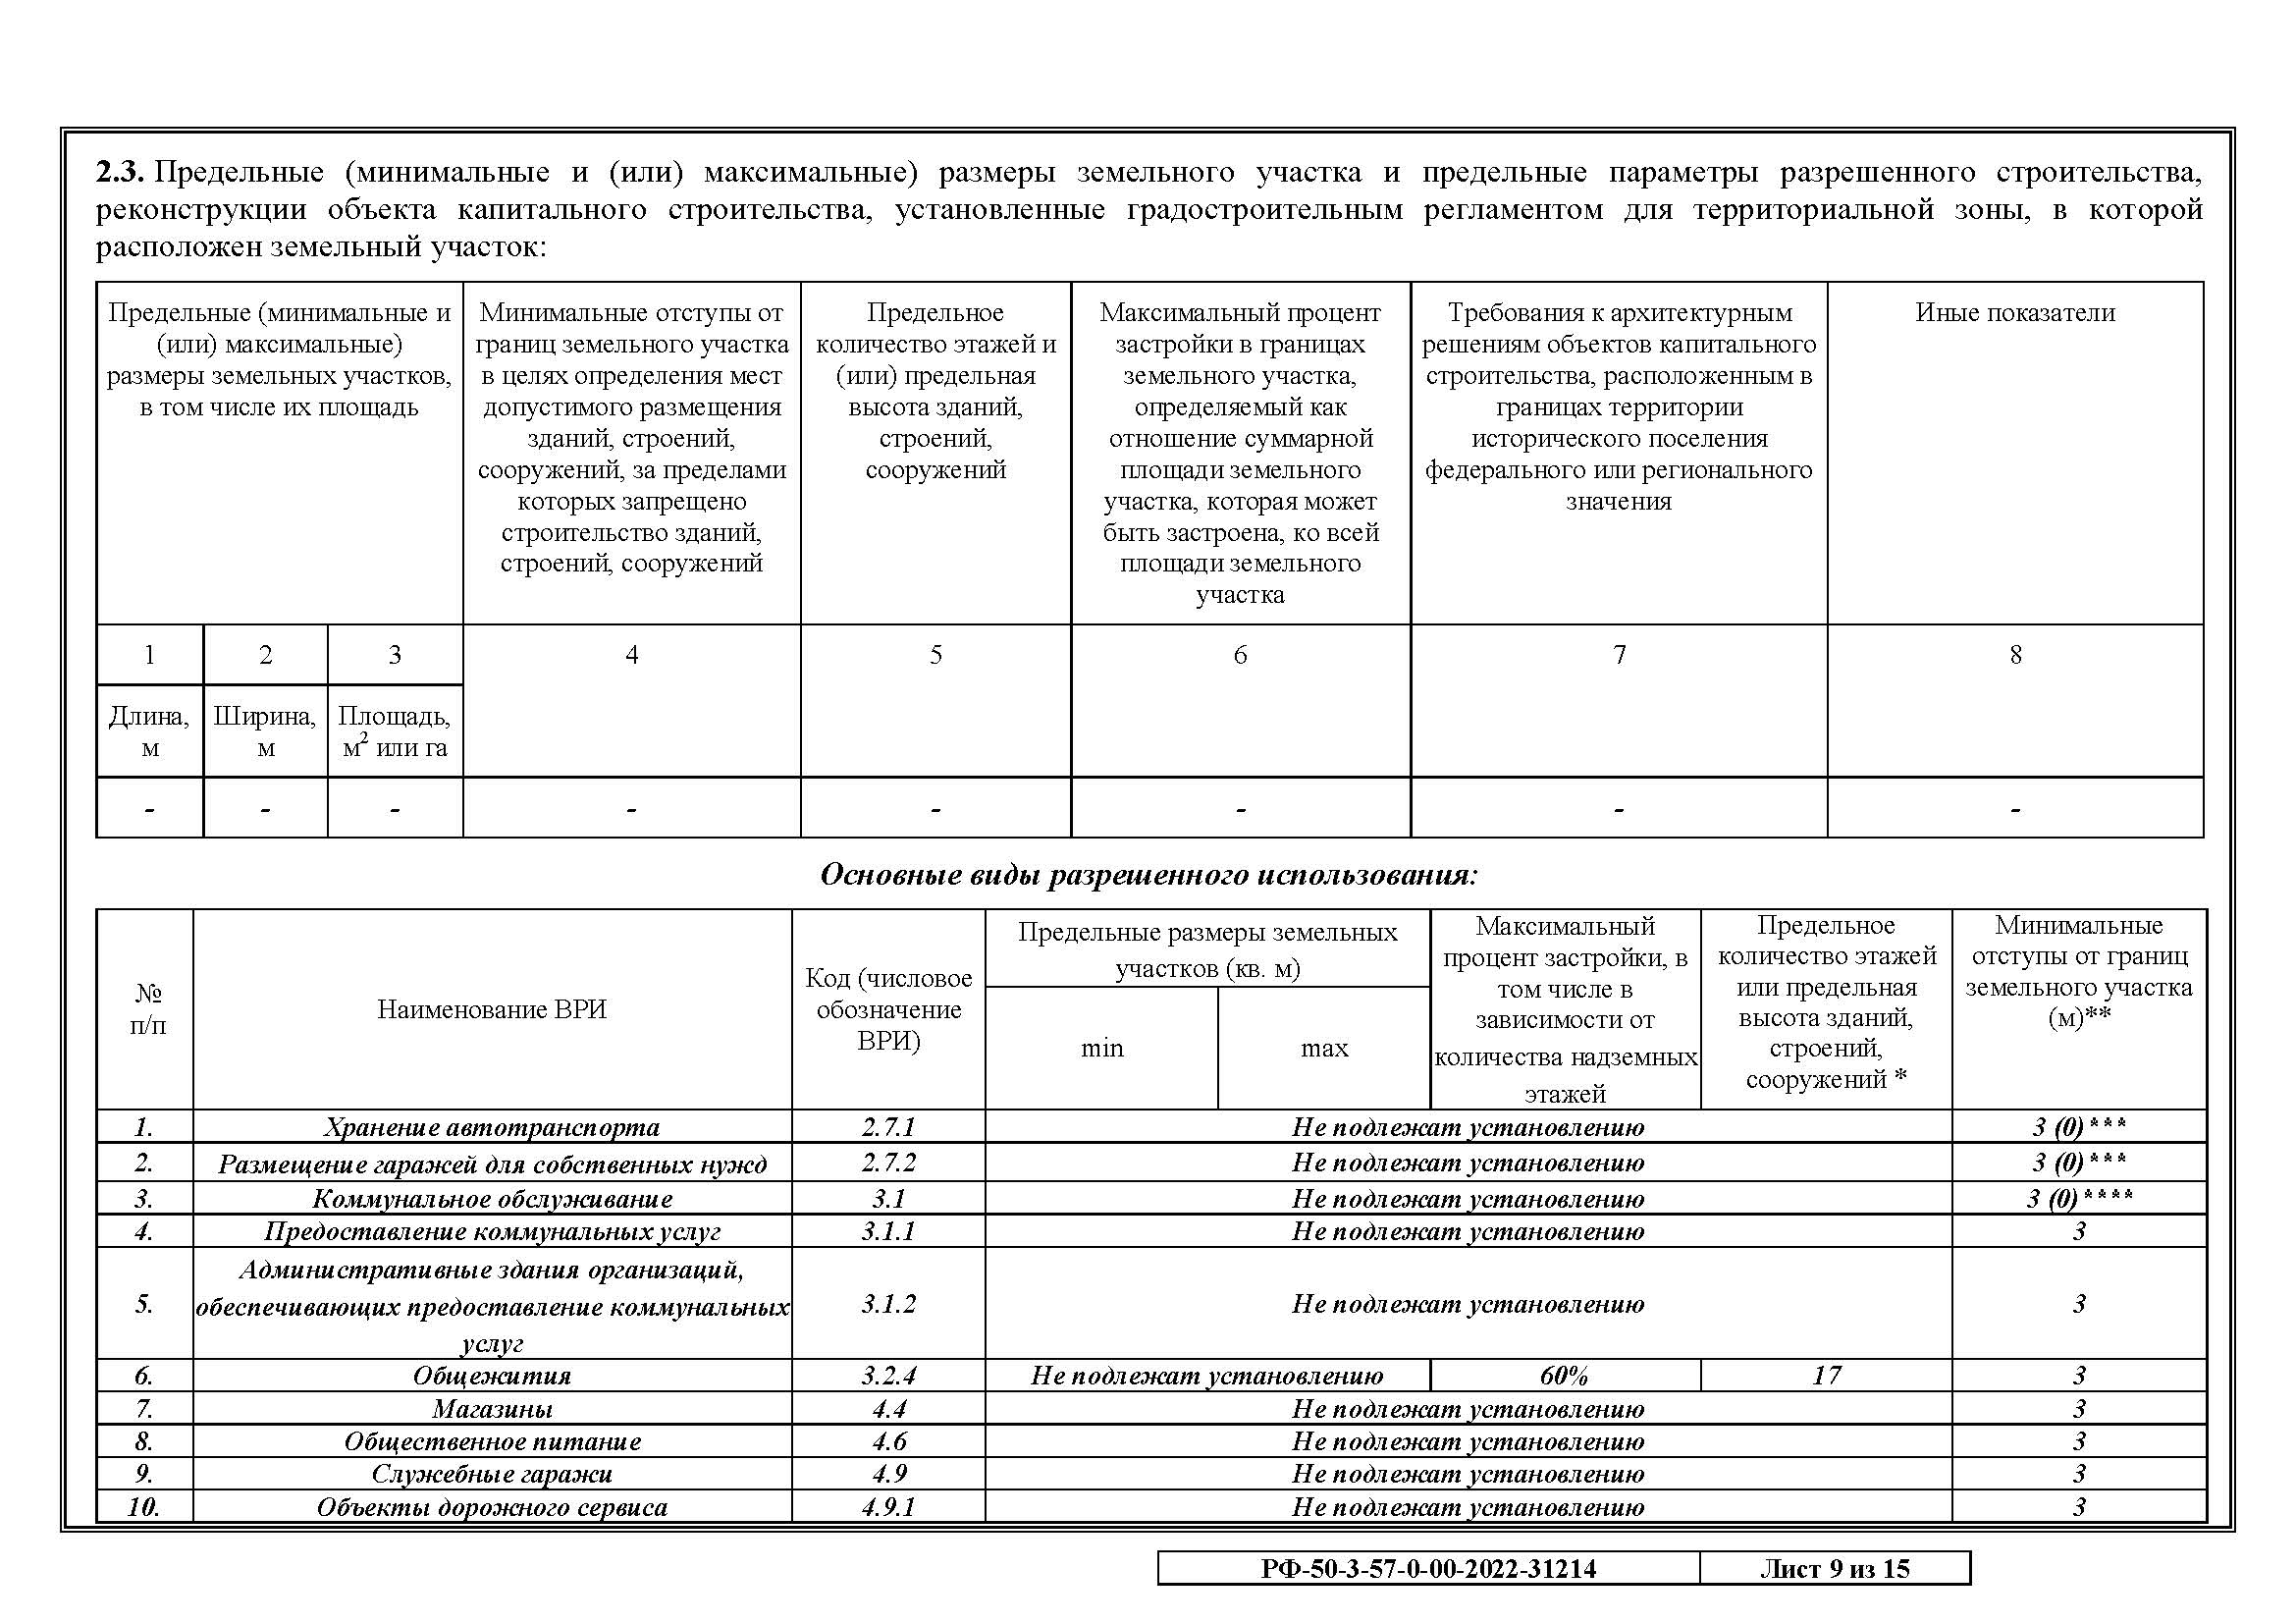 2.3. Предельные (минимальные и (или) максимальные) размеры земельного участка и предельные параметры разрешенного строительства,
реконструкции объекта капитального строительства, установленные градостроительным регламентом для территориальной зоны, в которой
расположен земельный участок:
Предельные (минимальные и
(или) максимальные)
размеры земельных участков,
в том числе их площадь
Минимальные отступы от
границ земельного участка
в целях определения мест
допустимого размещения
зданий, строений,
сооружений, за пределами
которых запрещено
строительство зданий,
строений, сооружений
Предельное
количество этажей и
(или) предельная
высота зданий,
строений,
сооружений
Максимальный процент
застройки в границах
земельного участка,
определяемый как
отношение суммарной
площади земельного
участка, которая может
быть застроена, ко всей
площади земельного
участка
Требования к архитектурным
решениям объектов капитального
строительства, расположенным в
границах территории
исторического поселения
федерального или регионального
значения
Иные показатели
1 2 3 4 5 6 7 8
Длина,
м
Ширина,
м
Площадь,
м² или га
- - - - - - - -
Основные виды разрешенного использования:
№
п/п
Наименование ВРИ
Код (числовое
обозначение
ВРИ)
Предельные размеры земельных
участков (кв. м)
min max
Максимальный
процент застройки, в
том числе в
зависимости от
количества надземных
этажей
Предельное
количество этажей
или предельная
высота зданий,
строений,
сооружений *
Минимальные
отступы от границ
земельного участка
(м)**
1. Хранение автотранспорта 2.7.1 Не подлежат установлению 3 (0)***
2. Размещение гаражей для собственных нужд 2.7.2 Не подлежат установлению 3 (0)***
3. Коммунальное обслуживание 3.1 Не подлежат установлению 3 (0)****
4. Предоставление коммунальных услуг 3.1.1 Не подлежат установлению 3
5. Административные здания организаций,
обеспечивающих предоставление коммунальных
услуг 3.1.2 Не подлежат установлению 3
6. Общежития 3.2.4 Не подлежат установлению 60% 17 3
7. Магазины 4.4 Не подлежат установлению 3
8. Общественное питание 4.6 Не подлежат установлению 3
9. Служебные гаражи 4.9 Не подлежат установлению 3
10. Объекты дорожного сервиса 4.9.1 Не подлежат установлению 3
РФ-50-3-57-0-00-2022-31214 Лист 9 из 15